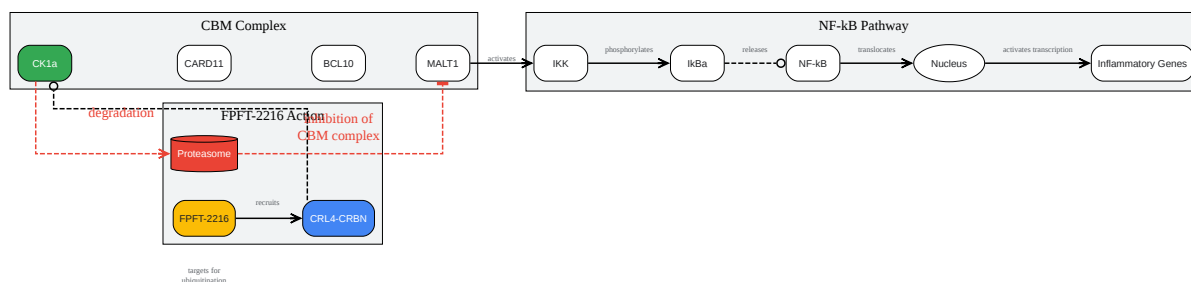 CBM Complex
NF-kB Pathway
CK1a
CARD11
BCL10
MALT1
activates
IKK
phosphorylates
IkBa
releases
NF-kB
translocates
Nucleus
activates transcription
Inflammatory Genes
degradation
FPFT-2216 Action
inhibition of
CBM complex
Proteasome
FPFT-2216
recruits
CRL4-CRBN
targets for
ubiquitination